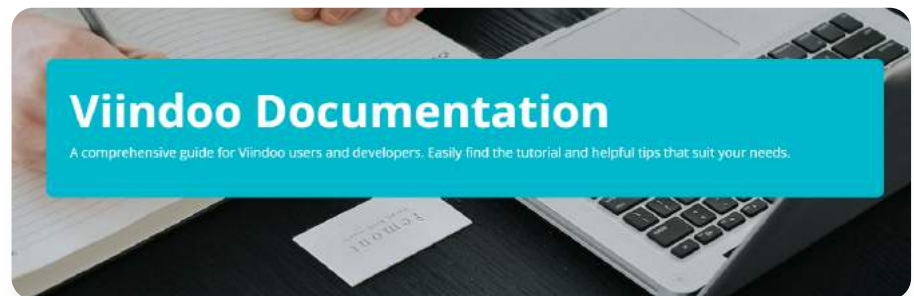 Viindoo Documentation
A comprehensive guide for Viindoo users and developers. Easily find the tutorial and helpful tips that suit your needs.
Remont